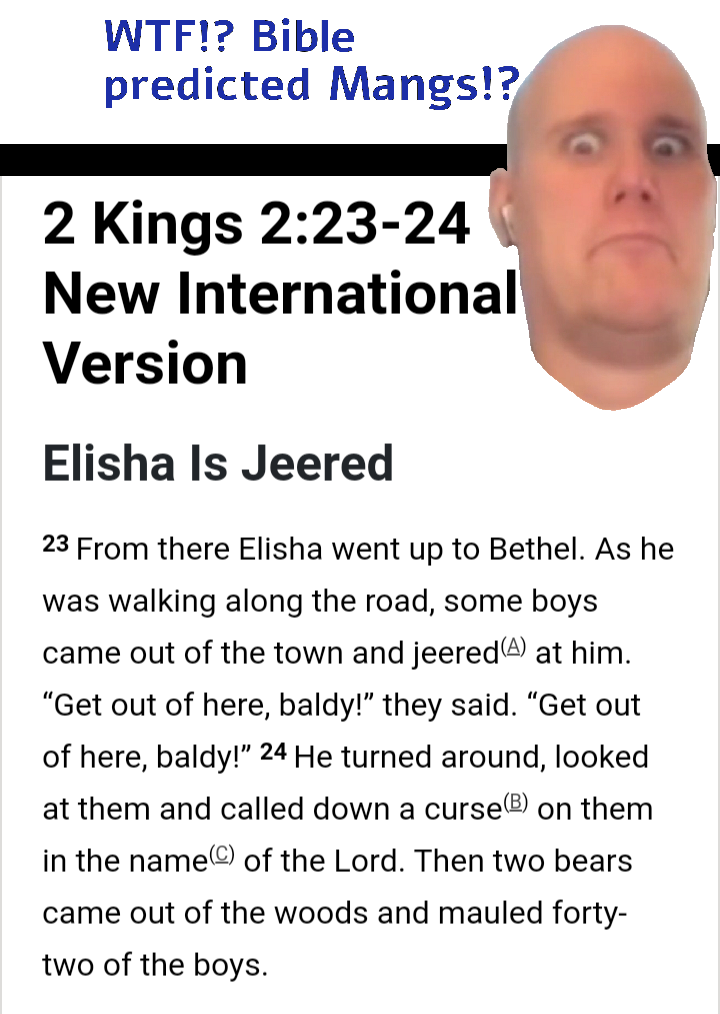 WTF!? Bible
predicted Mangs!?
2 Kings 2:23-24
New International
Version
Elisha Is Jeered
23 From there Elisha went up to Bethel. As he
was walking along the road, some boys
came out of the town and jeered(A) at him.
“Get out of here, baldy!” they said. “Get out
of here, baldy!” 24 He turned around, looked
at them and called down a curse(B) on them
in the name(C) of the Lord. Then two bears
came out of the woods and mauled forty-
two of the boys.